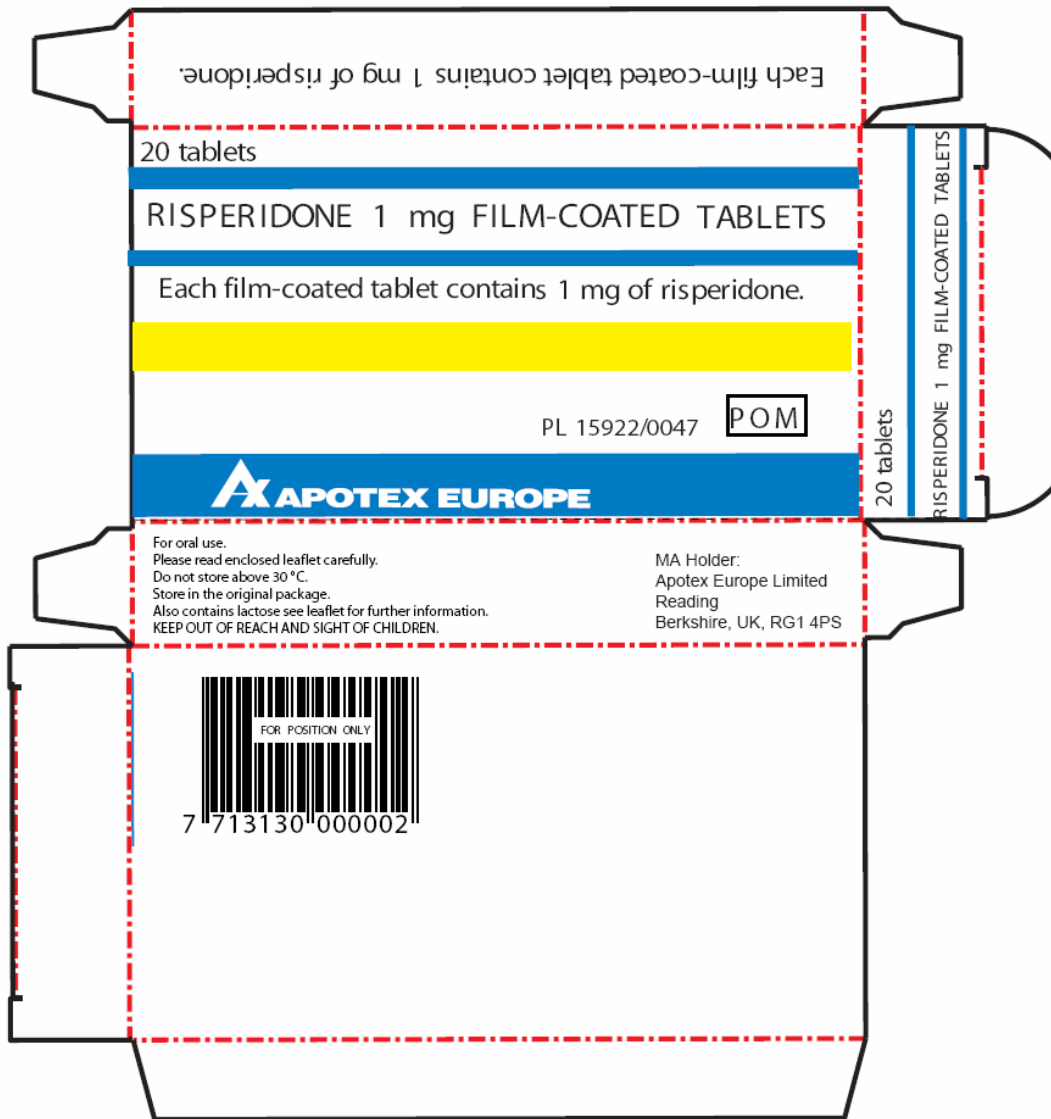 Each film-coated tablet contains 1 mg of risperidone.
20 tablets
RISPERIDONE 1 mg FILM-COATED TABLETS
Each film-coated tablet contains 1 mg of risperidone.
PL 15922/0047
POM
APOTEX EUROPE
20 tablets
RISPERIDONE 1 mg FILM-COATED TABLETS
For oral use.
Please read enclosed leaflet carefully.
Do not store above 30 °C.
Store in the original package.
Also contains lactose see leaflet for further information.
KEEP OUT OF REACH AND SIGHT OF CHILDREN.
MA Holder:
Apotex Europe Limited
Reading
Berkshire, UK, RG1 4PS
FOR POSITION ONLY
7 713130 000002